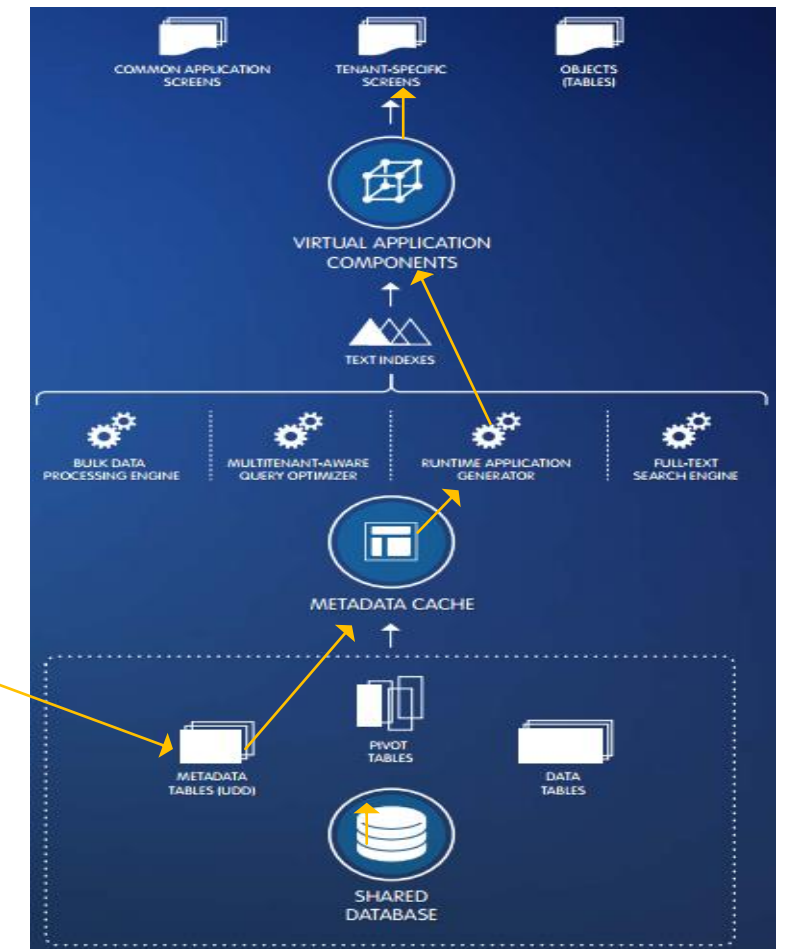 COMMON APPLICATION
SCREENS
TENANT-SPECIFIC
SCREENS
OBJECTS
(TABLES)
VIRTUAL APPLICATION
COMPONENTS
TEXT INDEXES
BULK DATA
PROCESSING ENGINE
MULTITENANT-AWARE
QUERY OPTIMIZER
RUNTIME APPLICATION
GENERATOR
FULL-TEXT
SEARCH ENGINE
METADATA CACHE
PIVOT
TABLES
METADATA
TABLES (UDD)
DATA
TABLES
SHARED
DATABASE